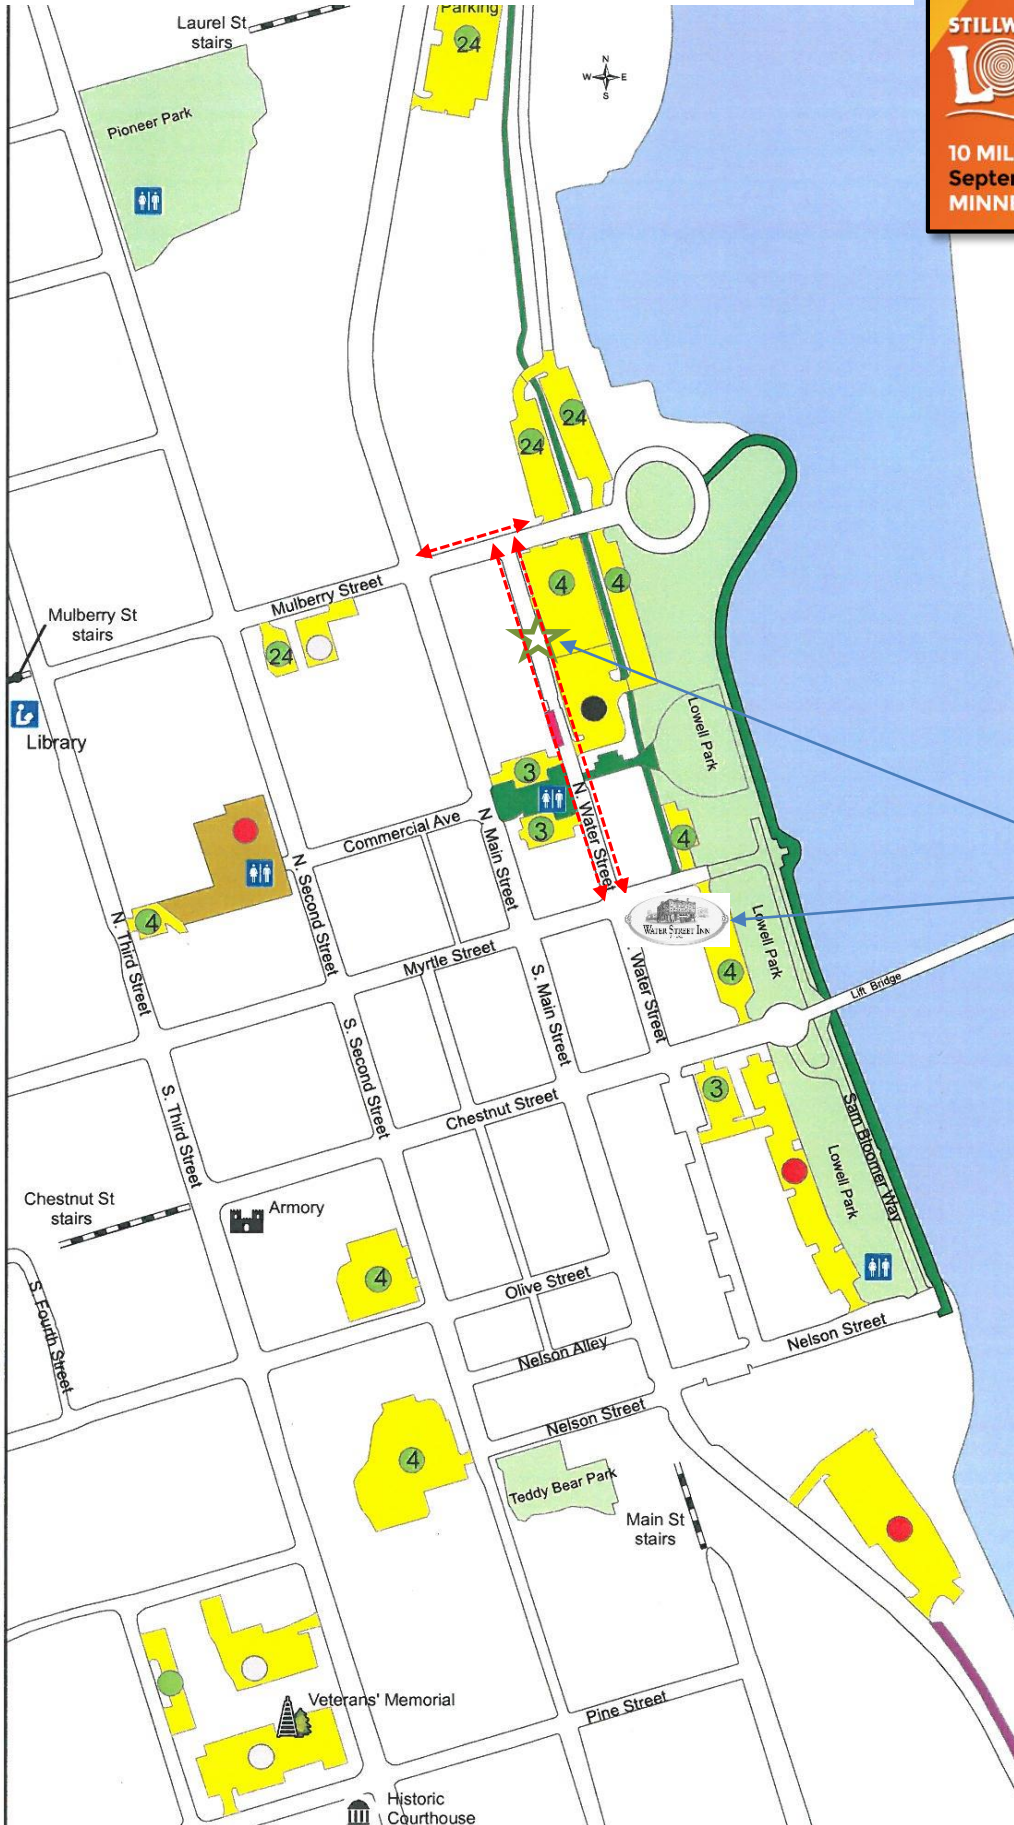 Laurel St
stairs
Parking
24
N
W E
S
STILLW
LO
10 MIL
Septem
MINNE
Pioneer Park
24
24
Mulberry Street
4
4
Mulberry St
stairs
24
Library
Lowell Park
3
3
N. Water Street
Commercial Ave
N. Main Street
4
N. Second Street
4
N. Third Street
WATER STREET INN
Lowell Park
Myrtle Street
4
. Water Street
S. Main Street
Lift Bridge
S. Second Street
S. Third Street
3
Chestnut Street
Sam Bloomer Way
Lowell Park
Chestnut St
stairs
Armory
4
Olive Street
S. Fourth Street
Nelson Street
Nelson Alley
Nelson Street
4
Teddy Bear Park
Main St
stairs
Veterans' Memorial
Pine Street
Historic
Courthouse